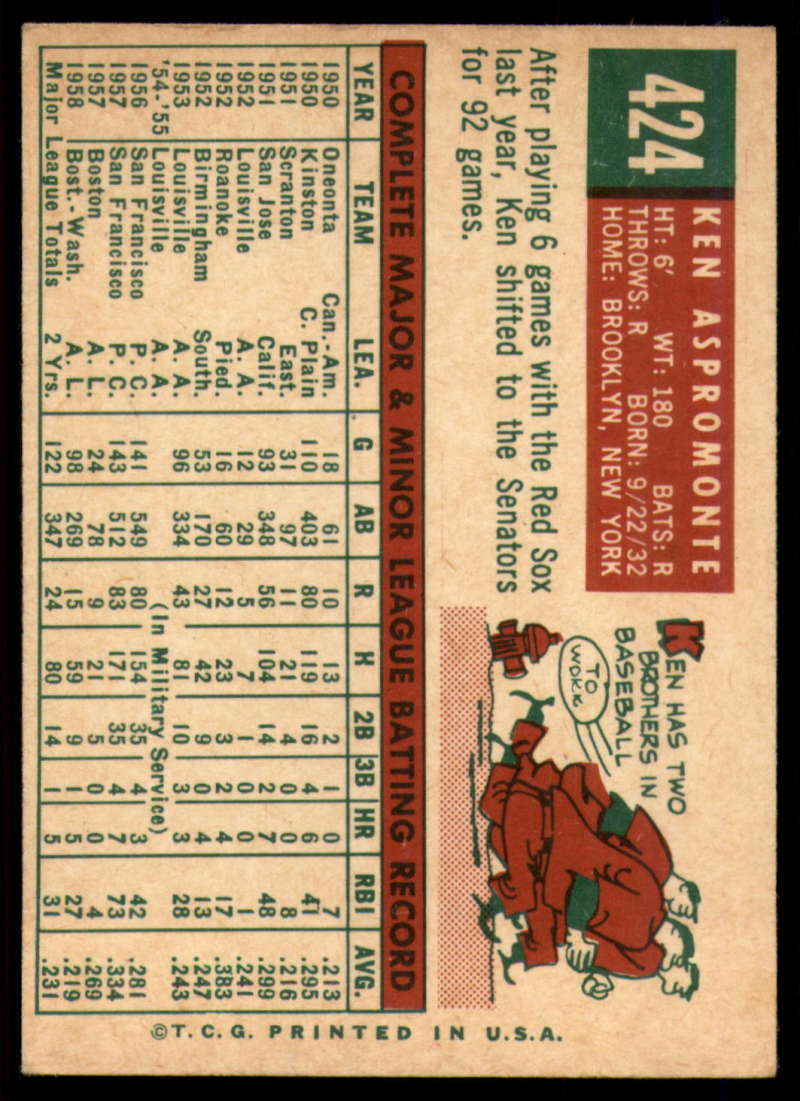 424
KEN ASPROMONTE
HT: 6' WT: 180 BATS: R
THROWS: R BORN: 9/22/32
HOME: BROOKLYN, NEW YORK
After playing 6 games with the Red Sox
last year, Ken shifted to the Senators
for 92 games.
KEN HAS TWO
BROTHERS IN
BASEBALL
TO
WORK
COMPLETE MAJOR & MINOR LEAGUE BATTING RECORD
YEAR TEAM LEA. G AB R H 2B 3B HR RBI AVG.
1950 Oneonta Can.-Am. 18 61 10 13 2 1 0 7 .213
1950 Kinston C. Plain 110 403 80 119 16 4 6 41 .295
1951 Scranton East. 31 97 11 21 4 0 0 8 .216
1951 San Jose Calif. 93 348 56 104 14 2 7 48 .299
1952 Louisville A. A. 12 29 5 7 1 0 0 1 .241
1952 Roanoke Pied. 16 60 12 23 3 2 4 17 .383
1952 Birmingham South. 53 170 27 42 9 0 4 13 .247
1953 Louisville A. A. 96 334 43 81 10 3 3 28 .243
'54-'55 Louisville A. A. (In Military Service)
1956 San Francisco P. C. 141 549 80 154 35 4 3 42 .281
1957 San Francisco P. C. 143 512 83 171 35 4 7 73 .334
1957 Boston A. L. 24 78 9 21 5 0 0 4 .269
1958 Bost.-Wash. A. L. 98 269 15 59 9 1 5 27 .219
Major League Totals 2 Yrs. 122 347 24 80 14 1 5 31 .231
©T.C.G. PRINTED IN U.S.A.